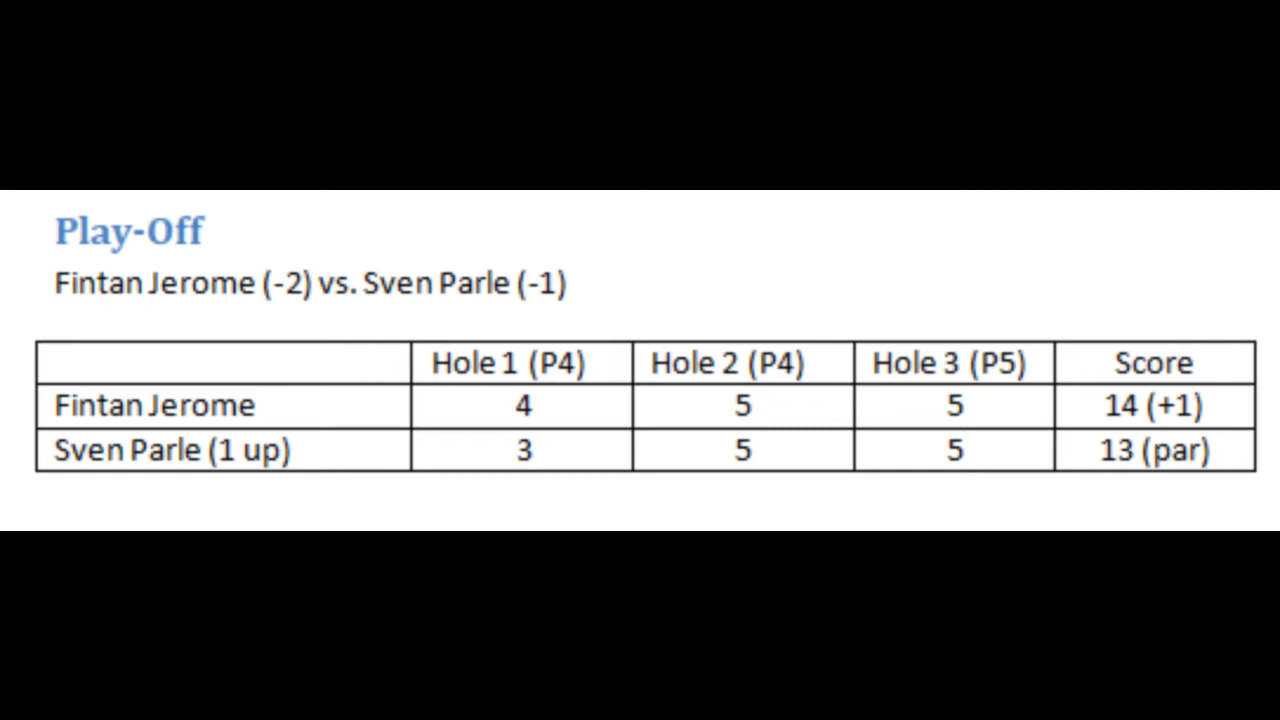 Play-Off
Fintan Jerome (-2) vs. Sven Parle (-1)
Hole 1 (P4) Hole 2 (P4) Hole 3 (P5) Score
Fintan Jerome 4 5 5 14 (+1)
Sven Parle (1 up) 3 5 5 13 (par)